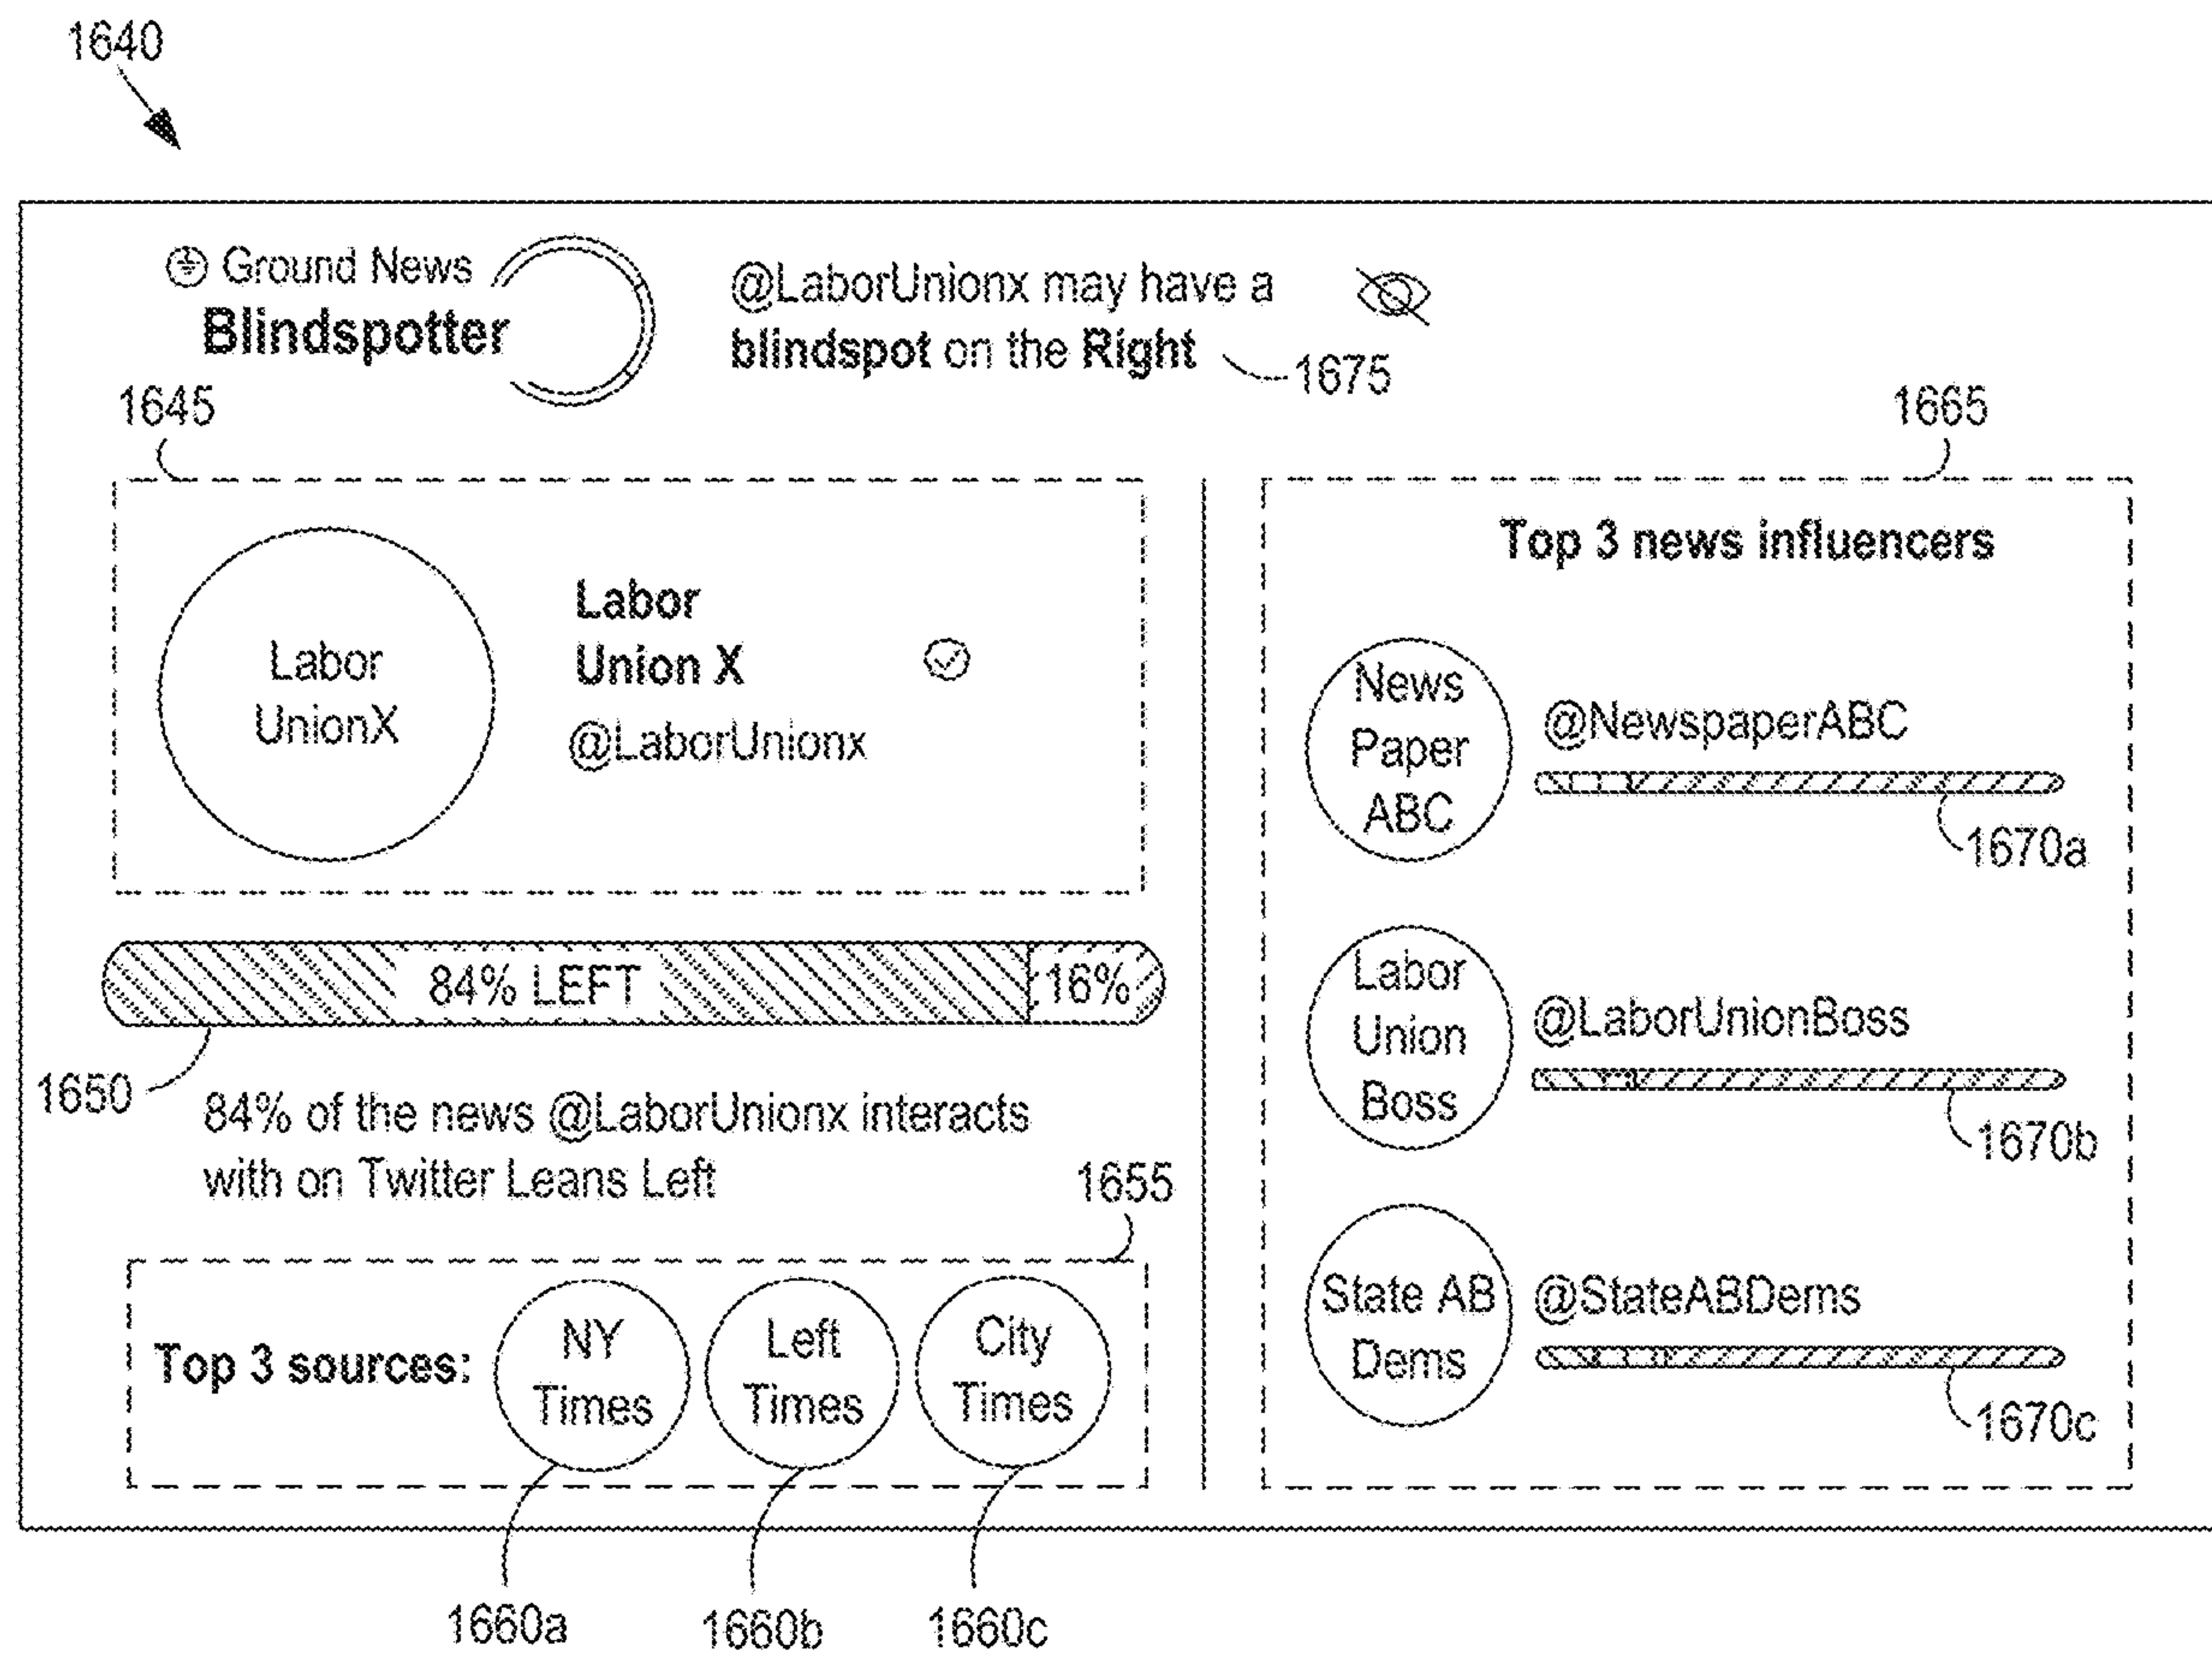 1640
Ground News
Blindspotter
@LaborUnionx may have a
blindspot on the Right
1675
1645
1665
Labor
UnionX
Labor
Union X
@LaborUnionx
84% LEFT
16%
1650
84% of the news @LaborUnionx interacts
with on Twitter Leans Left
1655
Top 3 sources:
NY
Times
Left
Times
City
Times
1660a
1660b
1660c
Top 3 news influencers
News
Paper
ABC
@NewspaperABC
1670a
Labor
Union
Boss
@LaborUnionBoss
1670b
State AB
Dems
@StateABDems
1670c